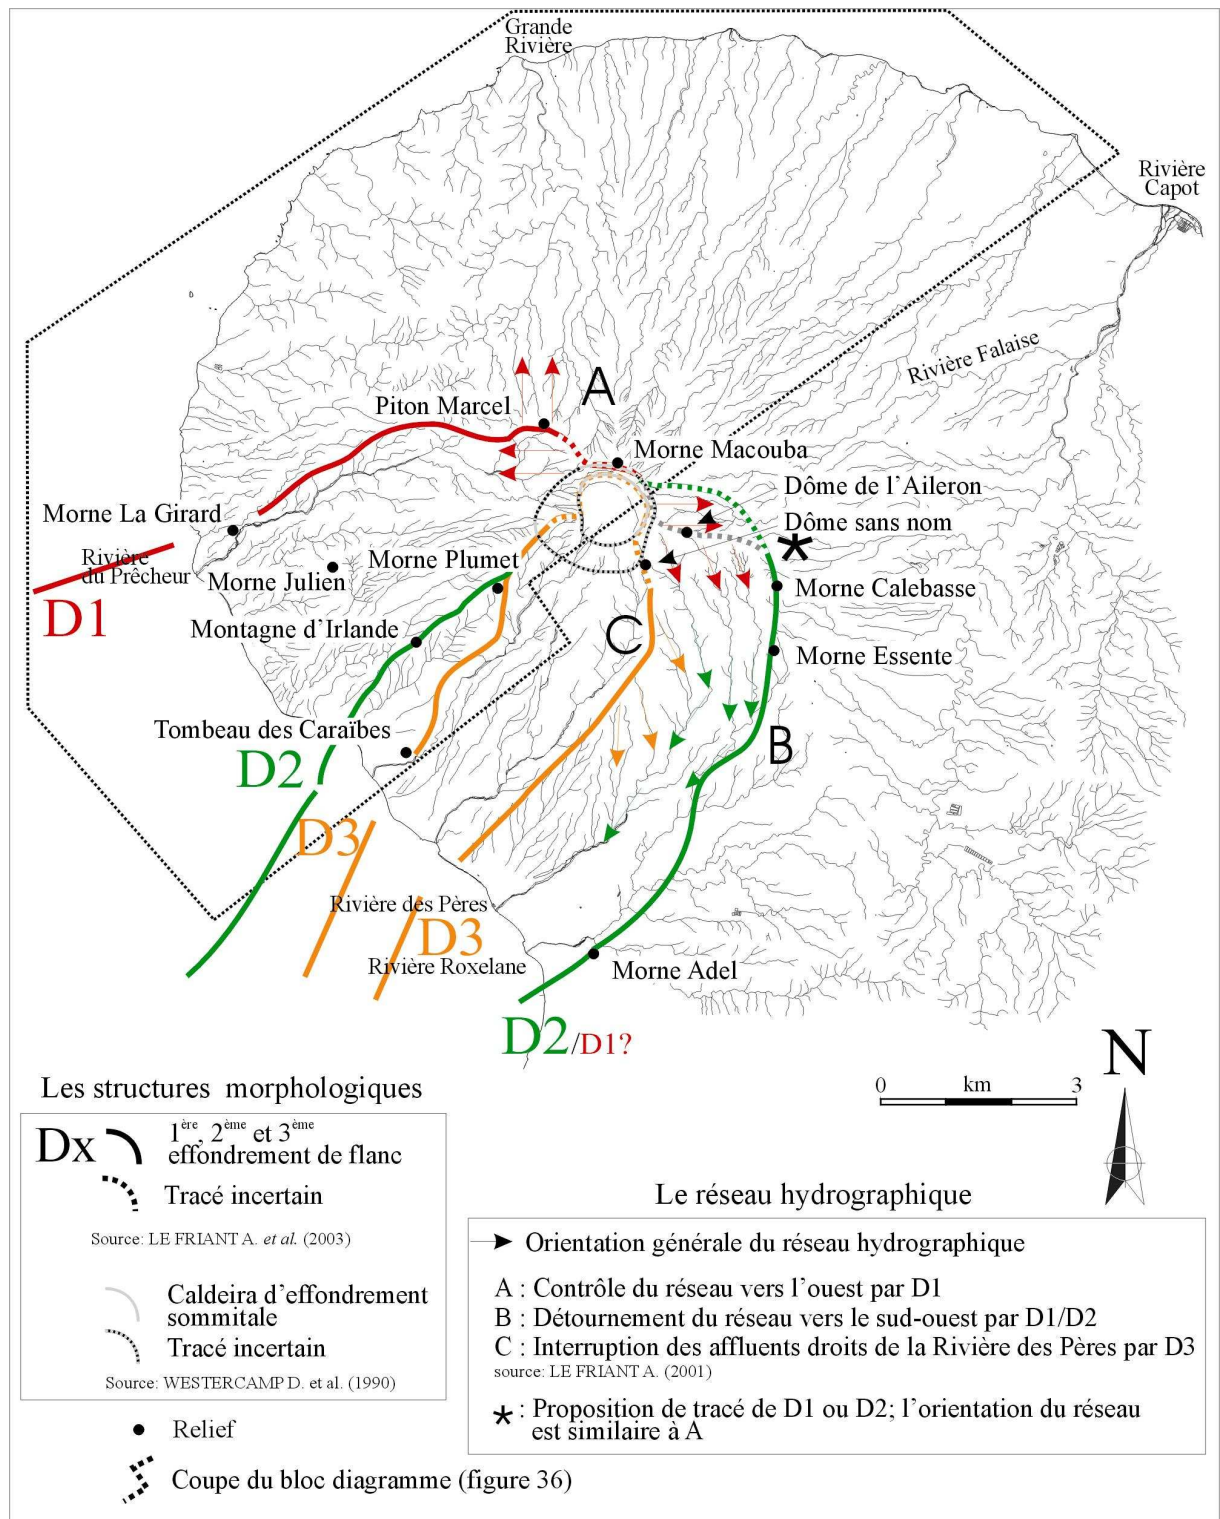 Grande
Rivière
Rivière
Capot
Rivière Falaise
A
Piton Marcel
Morne Macouba
Dôme de l'Aileron
Dôme sans nom
*
Morne La Girard
Rivière
du Prêcheur
D1
Morne Julien
Morne Plumet
Morne Calebasse
Montagne d'Irlande
C
Morne Essente
Tombeau des Caraïbes
B
D2
D3
Rivière des Pères
D3
Rivière Roxelane
Morne Adel
D2/D1?
N
0 km 3
Les structures morphologiques
Dx
1ère, 2ème et 3ème
effondrement de flanc
Tracé incertain
Source: LE FRIANT A. et al. (2003)
Caldeira d'effondrement
sommitale
Tracé incertain
Source: WESTERCAMP D. et al. (1990)
Relief
Coupe du bloc diagramme (figure 36)
Le réseau hydrographique
Orientation générale du réseau hydrographique
A : Contrôle du réseau vers l'ouest par D1
B : Détournement du réseau vers le sud-ouest par D1/D2
C : Interruption des affluents droits de la Rivière des Pères par D3
source: LE FRIANT A. (2001)
* : Proposition de tracé de D1 ou D2; l'orientation du réseau
est similaire à A